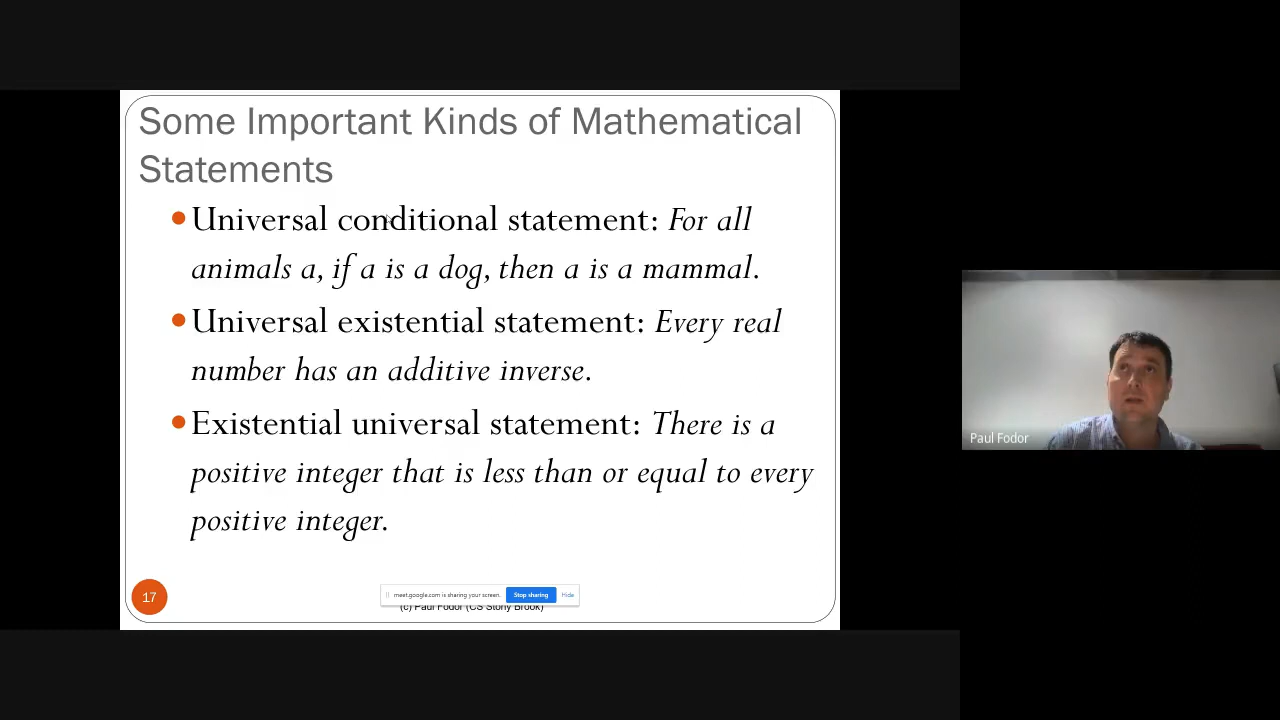 Some Important Kinds of Mathematical
Statements
•Universal conditional statement: For all
animals a, if a is a dog, then a is a mammal.
•Universal existential statement: Every real
number has an additive inverse.
•Existential universal statement: There is a
positive integer that is less than or equal to every
positive integer.
17
meet.google.com is sharing your screen.
Stop sharing
Hide
(c) Paul Fodor (CS Stony Brook)
Paul Fodor